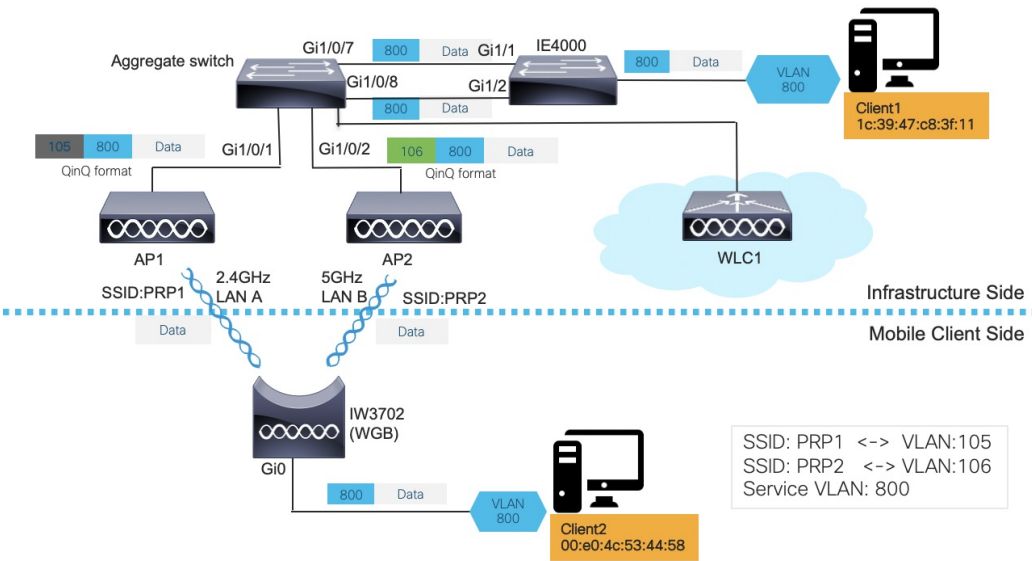 Aggregate switch
Gi1/0/7
800 Data
Gi1/1
IE4000
800 Data
VLAN
800
Client1
1c:39:47:c8:3f:11
Gi1/0/8
800 Data
Gi1/2
105 800 Data
QinQ format
Gi1/0/1
Gi1/0/2
106 800 Data
QinQ format
AP1
AP2
WLC1
SSID:PRP1
2.4GHz
LAN A
5GHz
LAN B
SSID:PRP2
Infrastructure Side
Mobile Client Side
Data
Data
IW3702
(WGB)
Gi0
800 Data
VLAN
800
Client2
00:e0:4c:53:44:58
SSID: PRP1 <-> VLAN:105
SSID: PRP2 <-> VLAN:106
Service VLAN: 800